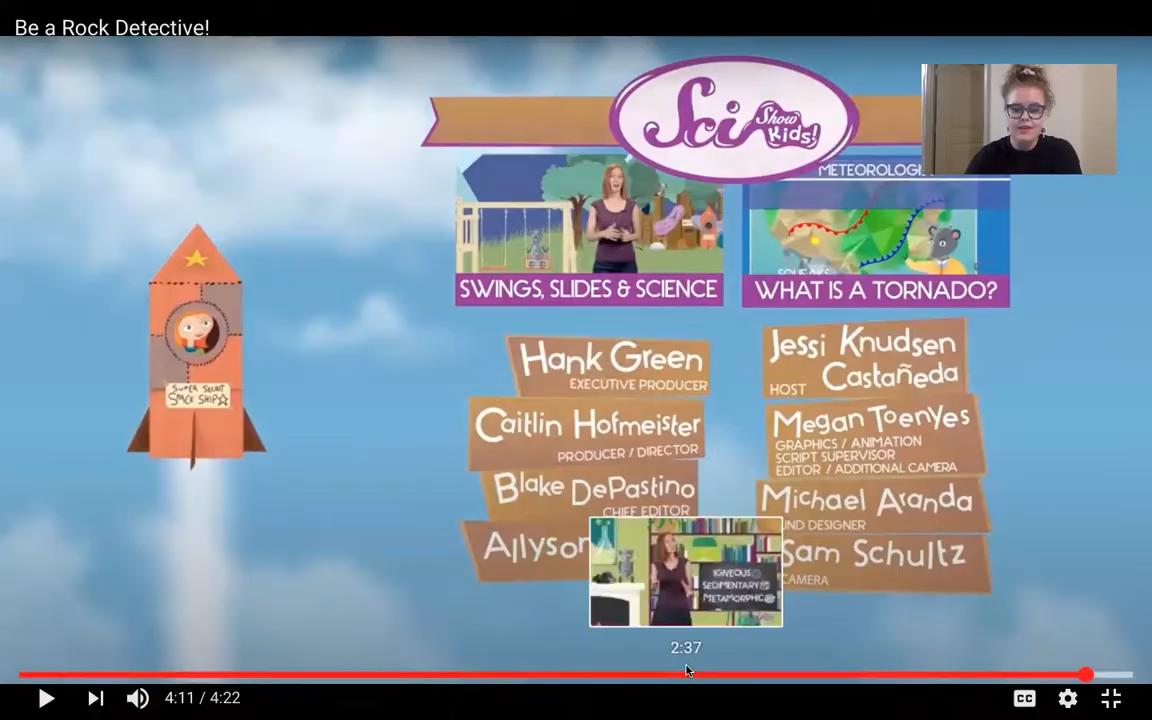 Be a Rock Detective!
Sci Show Kids!
METEOROLOGI
SQUEAKS
SWINGS, SLIDES & SCIENCE
WHAT IS A TORNADO?
Hank Green
EXECUTIVE PRODUCER
Jessi Knudsen
HOST Castañeda
SUPER SECRET
SPACE SHIP
Caitlin Hofmeister
PRODUCER / DIRECTOR
Megan Toenyes
GRAPHICS / ANIMATION
SCRIPT SUPERVISOR
EDITOR / ADDITIONAL CAMERA
Blake DePastino
CHIEF EDITOR
Michael Aranda
UND DESIGNER
Allyson
Sam Schultz
CAMERA
IGNEOUS
SEDIMENTARY
METAMORPHIC
2:37
4:11 / 4:22
CC